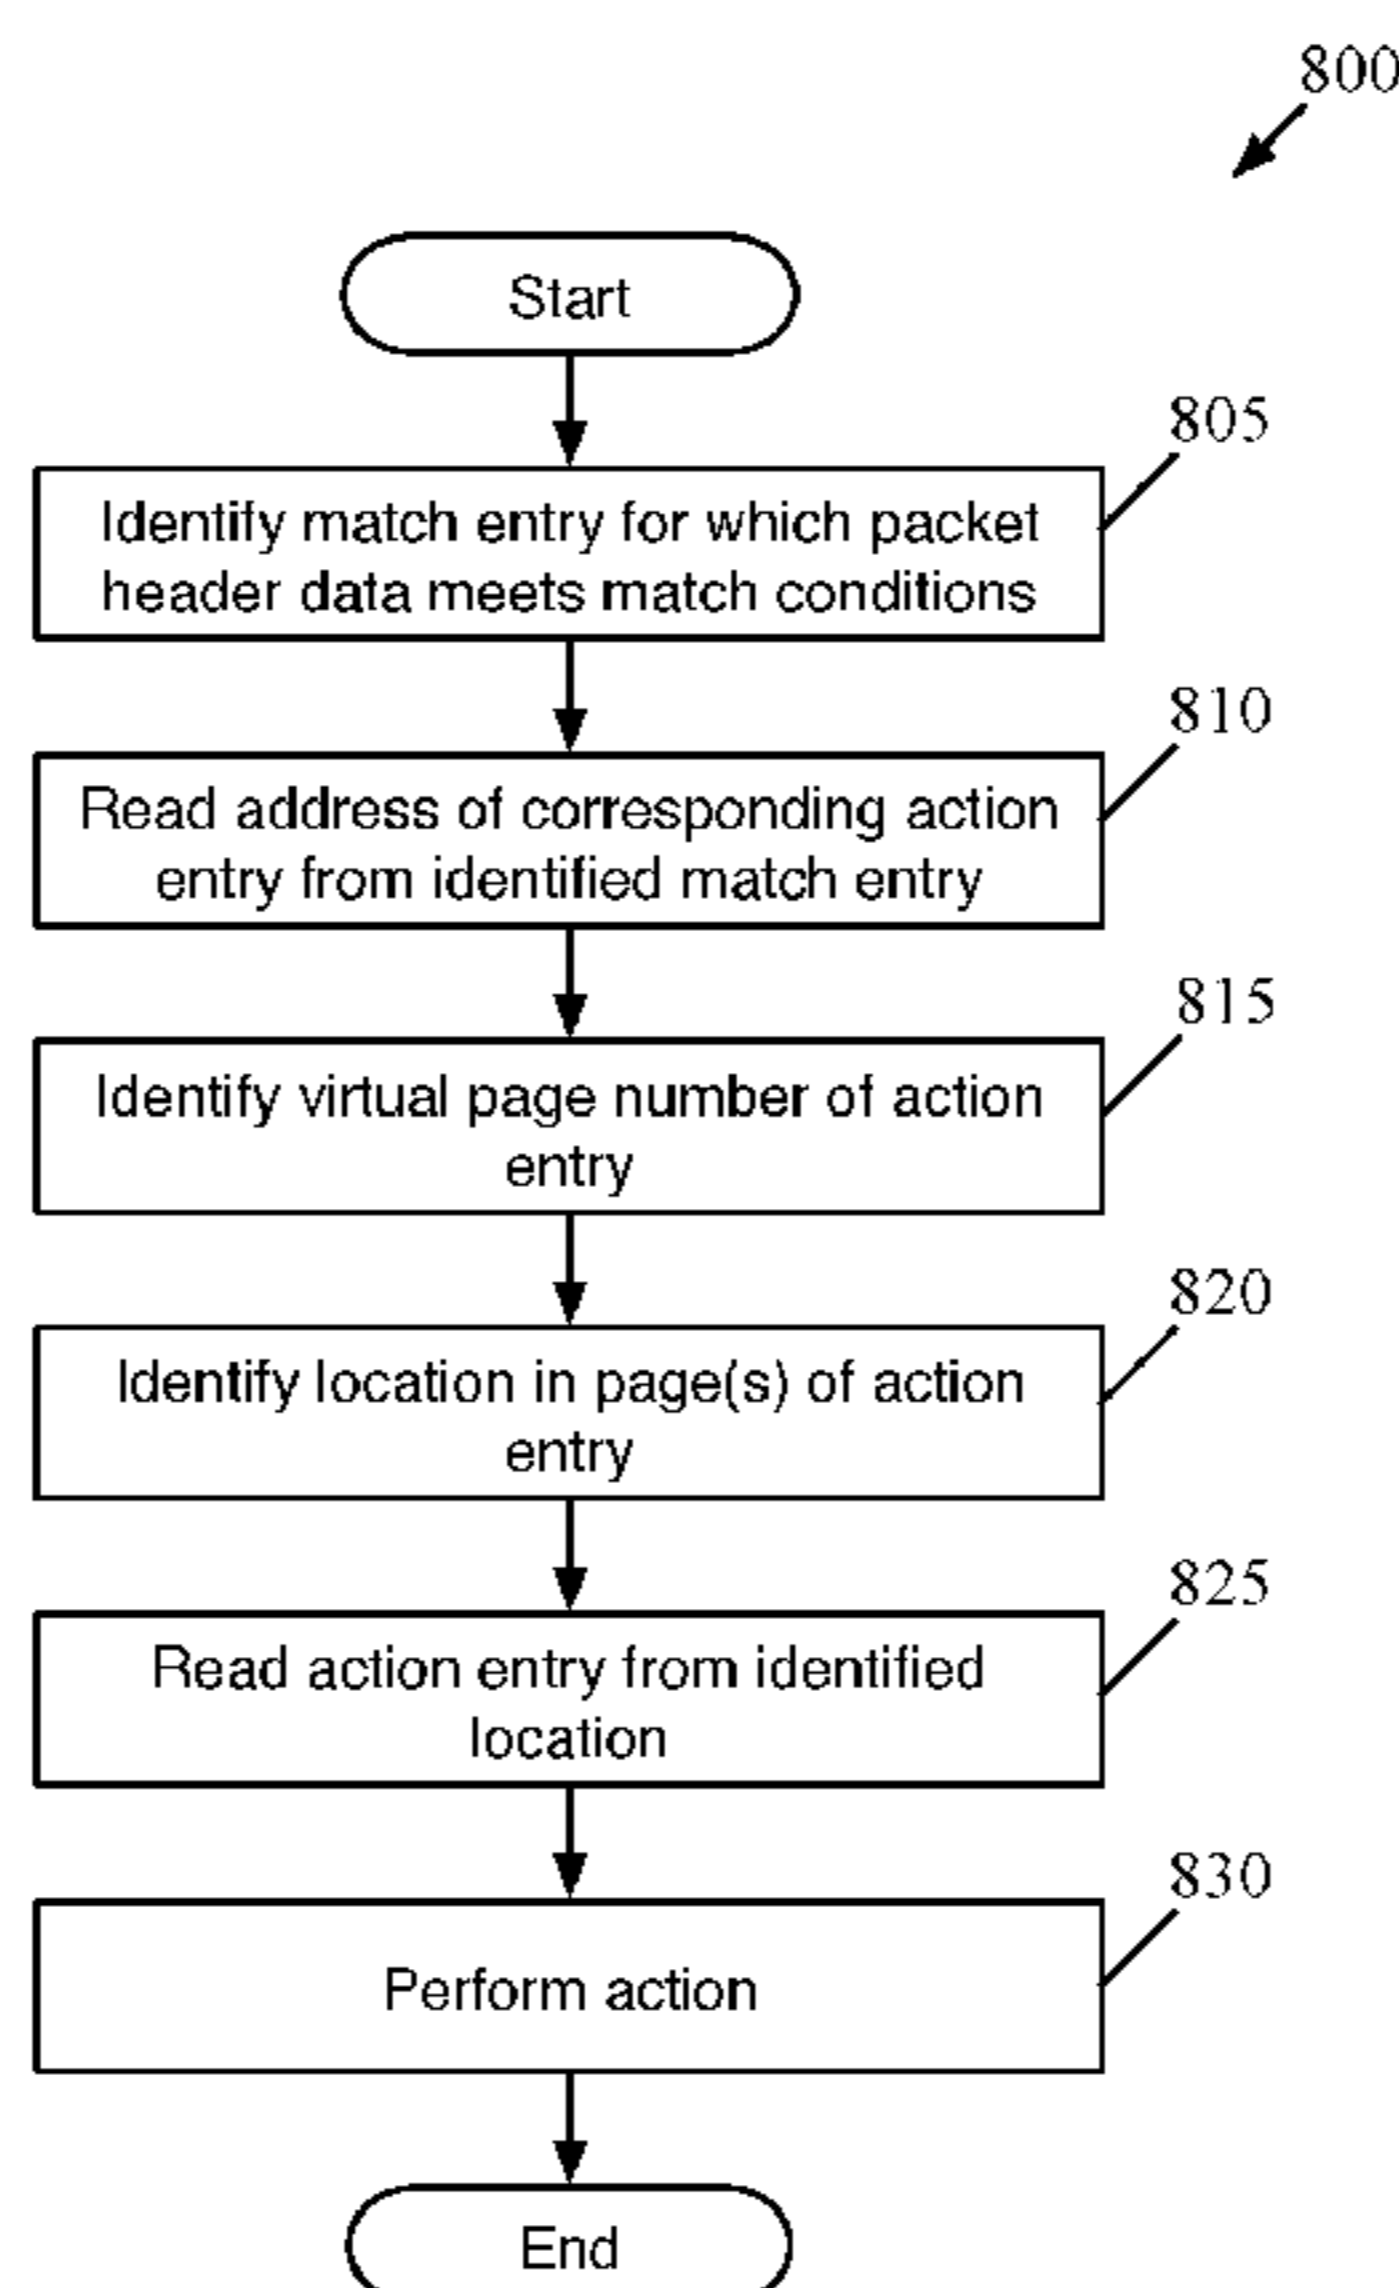 800
Start
805
Identify match entry for which packet
header data meets match conditions
810
Read address of corresponding action
entry from identified match entry
815
Identify virtual page number of action
entry
820
Identify location in page(s) of action
entry
825
Read action entry from identified
location
830
Perform action
End